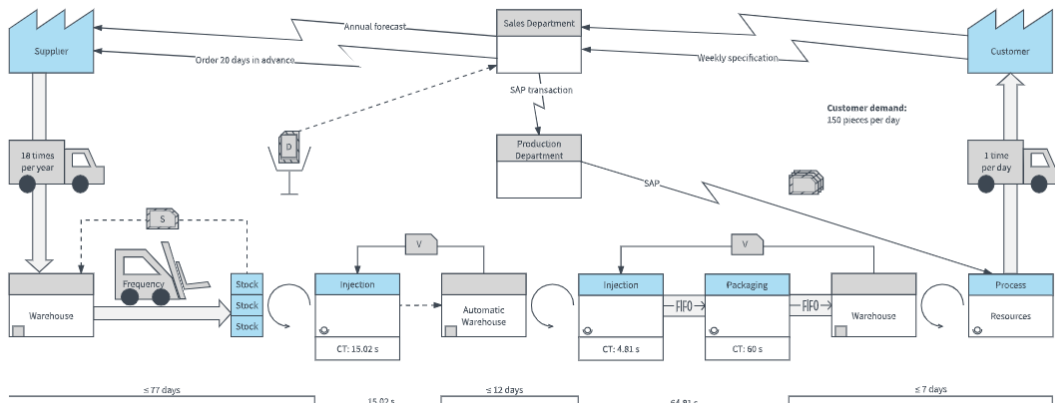 Annual forecast
Sales Department
Supplier
Customer
Order 20 days in advance
Weekly specification
SAP transaction
Customer demand:
150 pieces per day
D
Production
Department
18 times
per year
1 time
per day
SAP
S
V
V
Frequency
Stock
Stock
Stock
Injection
Injection
Packaging
Process
Warehouse
Automatic
Warehouse
FIFO
FIFO
Warehouse
Resources
CT: 15.02 s
CT: 4.81 s
CT: 60 s
≤ 77 days
≤ 12 days
≤ 7 days
15.02 s
64.81 s